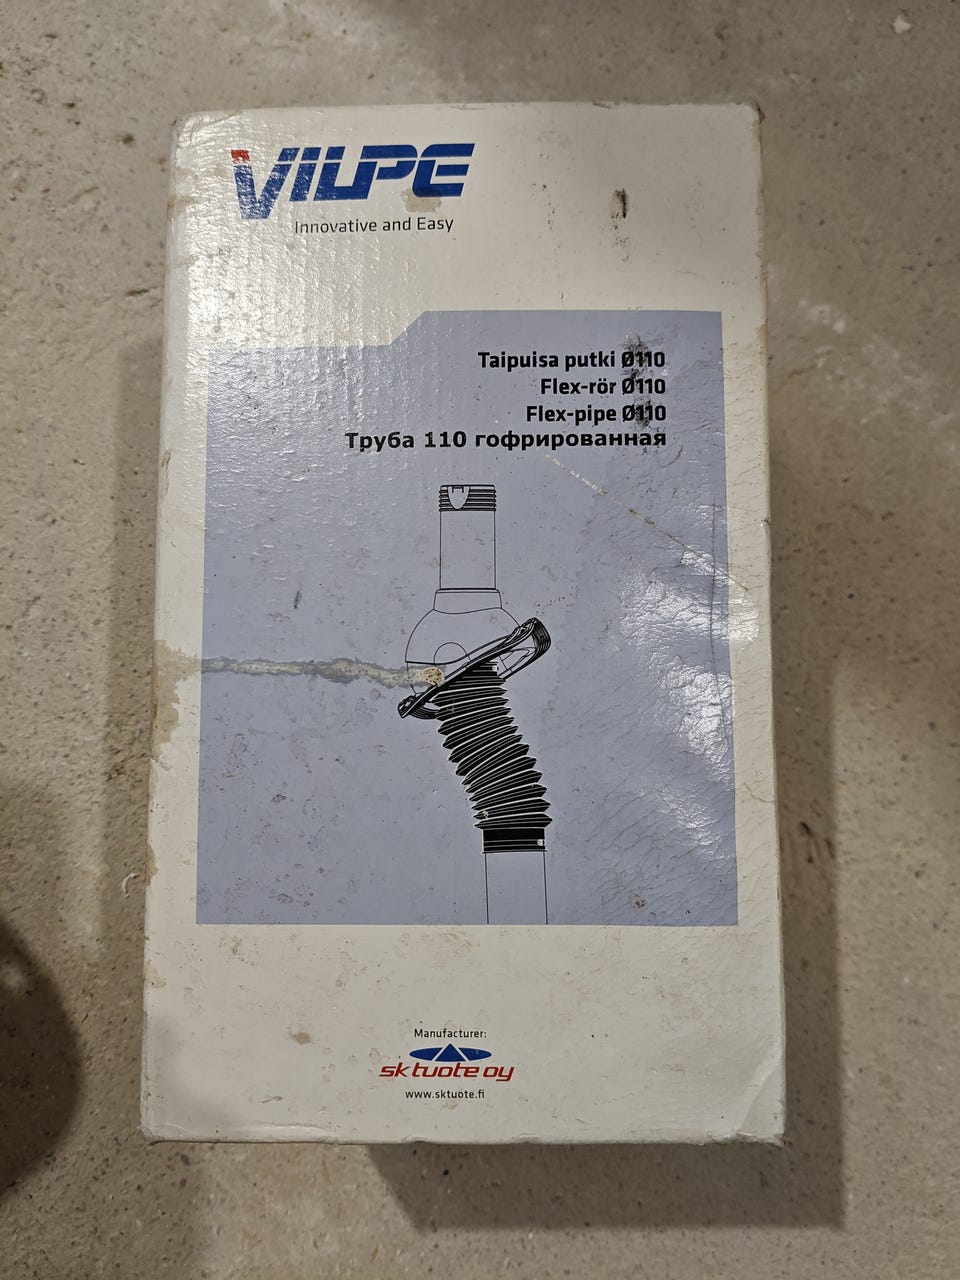 VILPE
Innovative and Easy
Taipuisa putki Ø110
Flex-rör Ø110
Flex-pipe Ø110
Труба 110 гофрированная
Manufacturer:
sk tuote oy
www.sktuote.fi